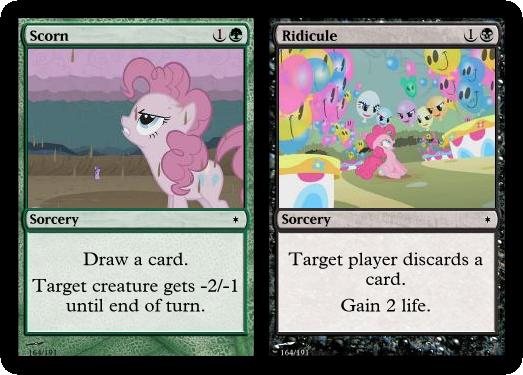 Scorn 1
Sorcery *
Draw a card.
Target creature gets -2/-1
until end of turn.
164/191
Ridicule 1
Sorcery *
Target player discards a
card.
Gain 2 life.
164/191